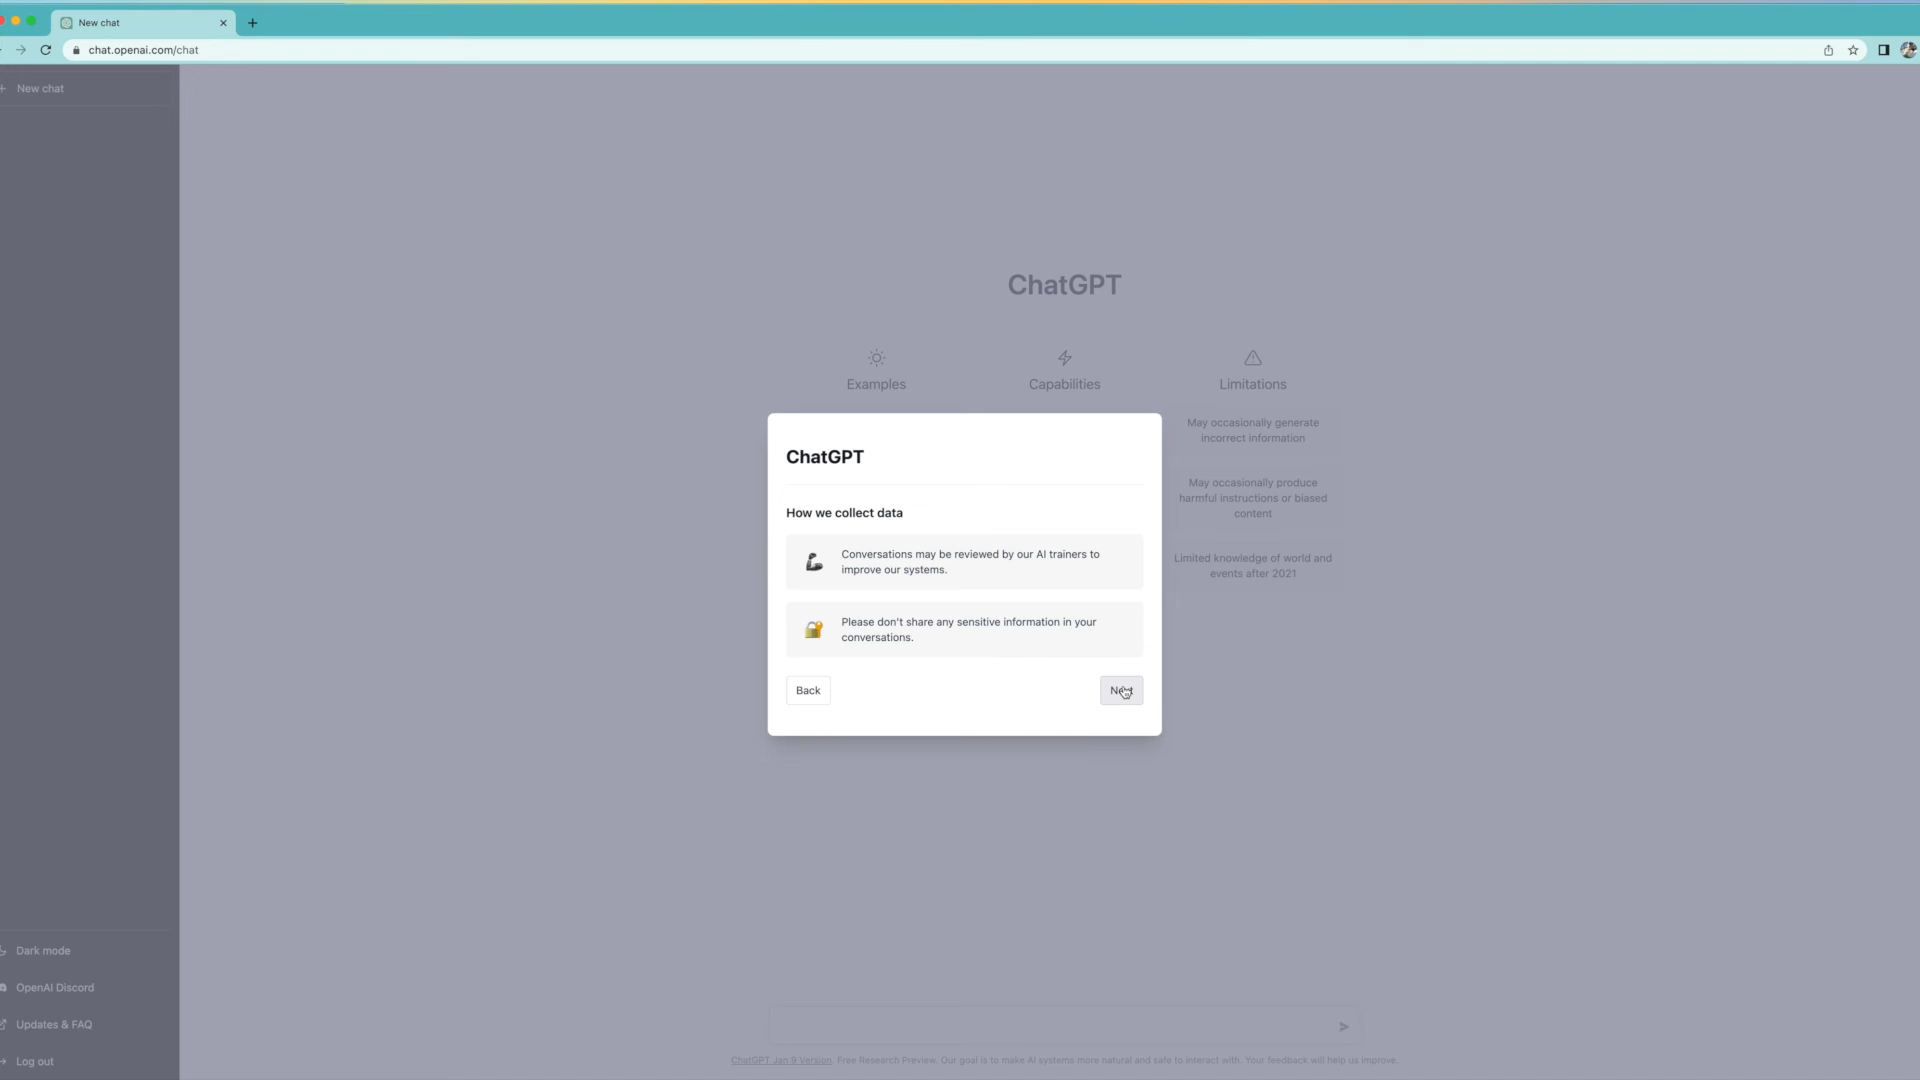 New chat
chat.openai.com/chat
New chat
ChatGPT
Examples
Capabilities
Limitations
May occasionally generate
incorrect information
May occasionally produce
harmful instructions or biased
content
Limited knowledge of world and
events after 2021
ChatGPT
How we collect data
Conversations may be reviewed by our AI trainers to
improve our systems.
Please don't share any sensitive information in your
conversations.
Back
Next
Dark mode
OpenAI Discord
Updates & FAQ
Log out
ChatGPT Jan 9 Version. Free Research Preview. Our goal is to make AI systems more natural and safe to interact with. Your feedback will help us improve.